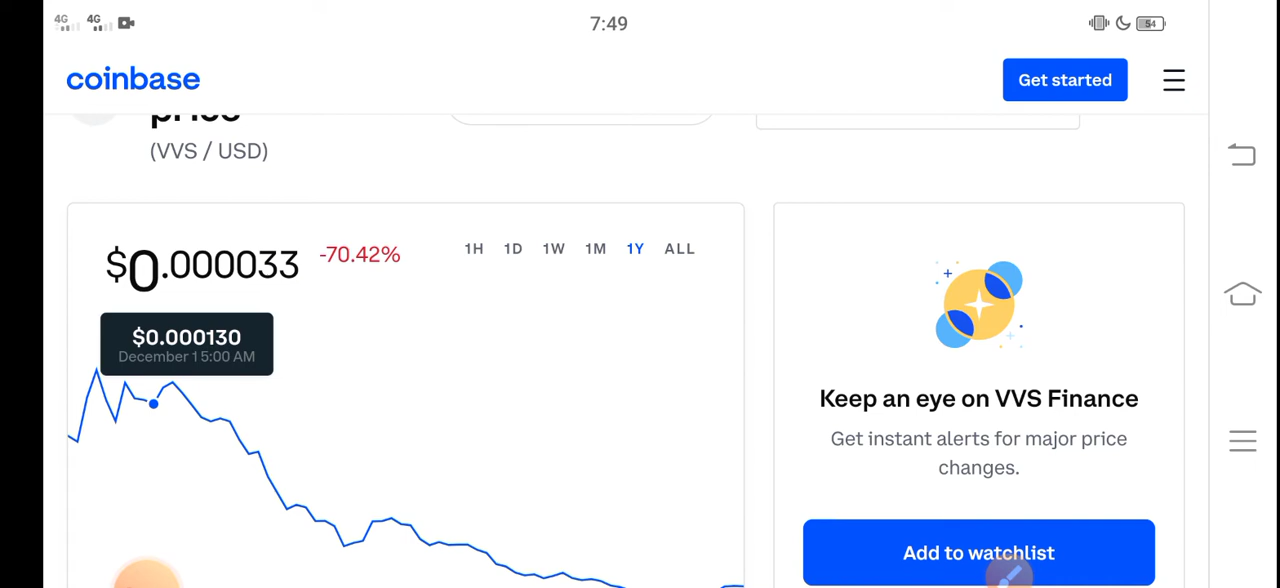 4G 4G 7:49 54
coinbase Get started
price
(VVS / USD)
$0.000033 -70.42% 1H 1D 1W 1M 1Y ALL
$0.000130
December 1 5:00 AM
Keep an eye on VVS Finance
Get instant alerts for major price
changes.
Add to watchlist